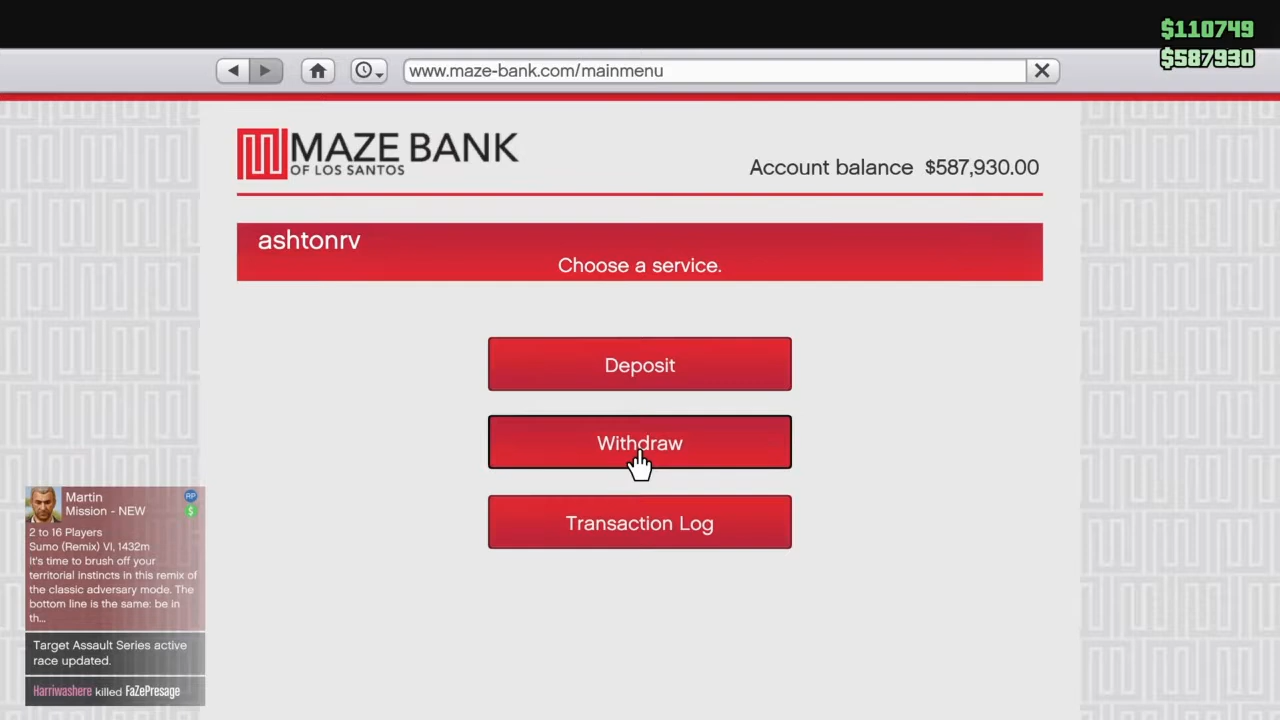 $110749
$587930
www.maze-bank.com/mainmenu
MAZE BANK
OF LOS SANTOS
Account balance $587,930.00
ashtonrv
Choose a service.
Deposit
Withdraw
Transaction Log
Martin
RP
Mission - NEW
$
2 to 16 Players
Sumo (Remix) VI, 1432m
It's time to brush off your
territorial instincts in this remix of
the classic adversary mode. The
bottom line is the same: be in
th...
Target Assault Series active
race updated.
Harriwashere killed FaZePresage